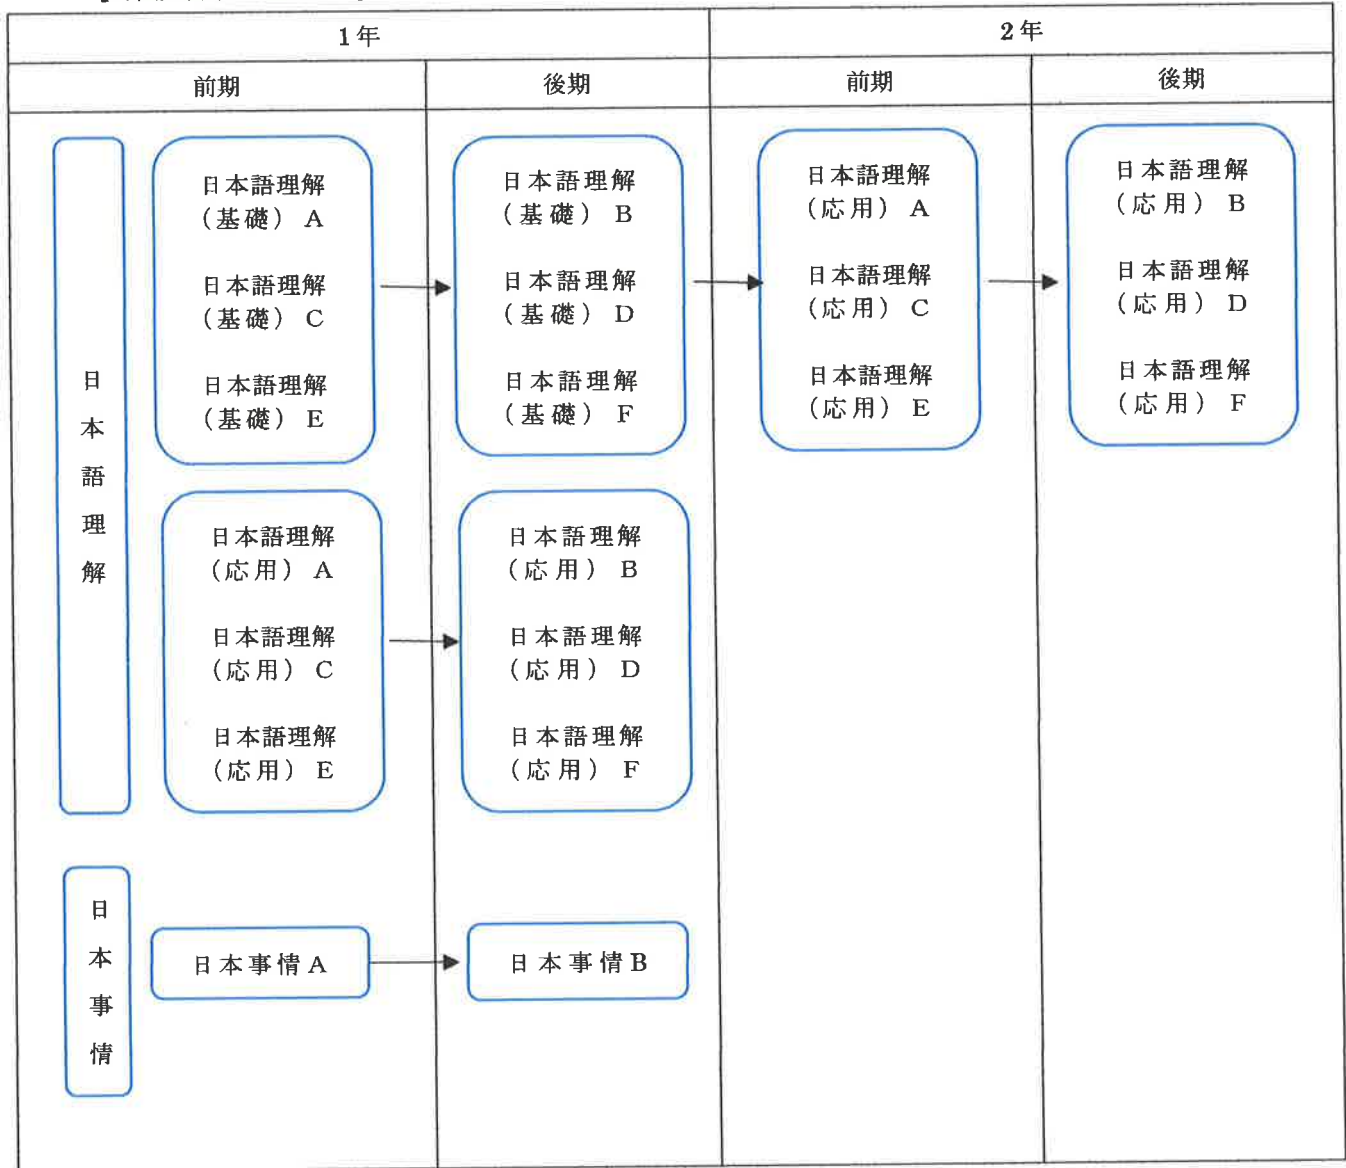 1年
2年
前期
後期
前期
後期
日本語理解
日本語理解
(基礎) A
日本語理解
(基礎) C
日本語理解
(基礎) E
日本語理解
(基礎) B
日本語理解
(基礎) D
日本語理解
(基礎) F
日本語理解
(応用) A
日本語理解
(応用) C
日本語理解
(応用) E
日本語理解
(応用) B
日本語理解
(応用) D
日本語理解
(応用) F
日本語理解
(応用) A
日本語理解
(応用) C
日本語理解
(応用) E
日本語理解
(応用) B
日本語理解
(応用) D
日本語理解
(応用) F
日本事情
日本事情A
日本事情B